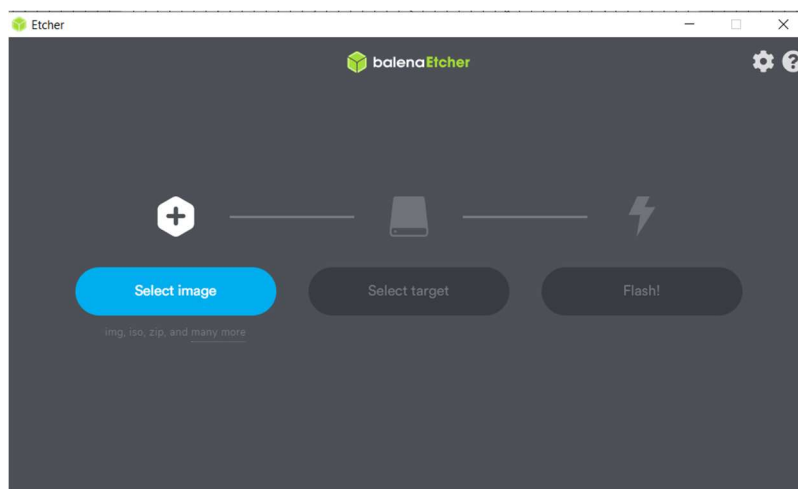 Etcher
balenaEtcher
Select image
Select target
Flash!
img, iso, zip, and many more